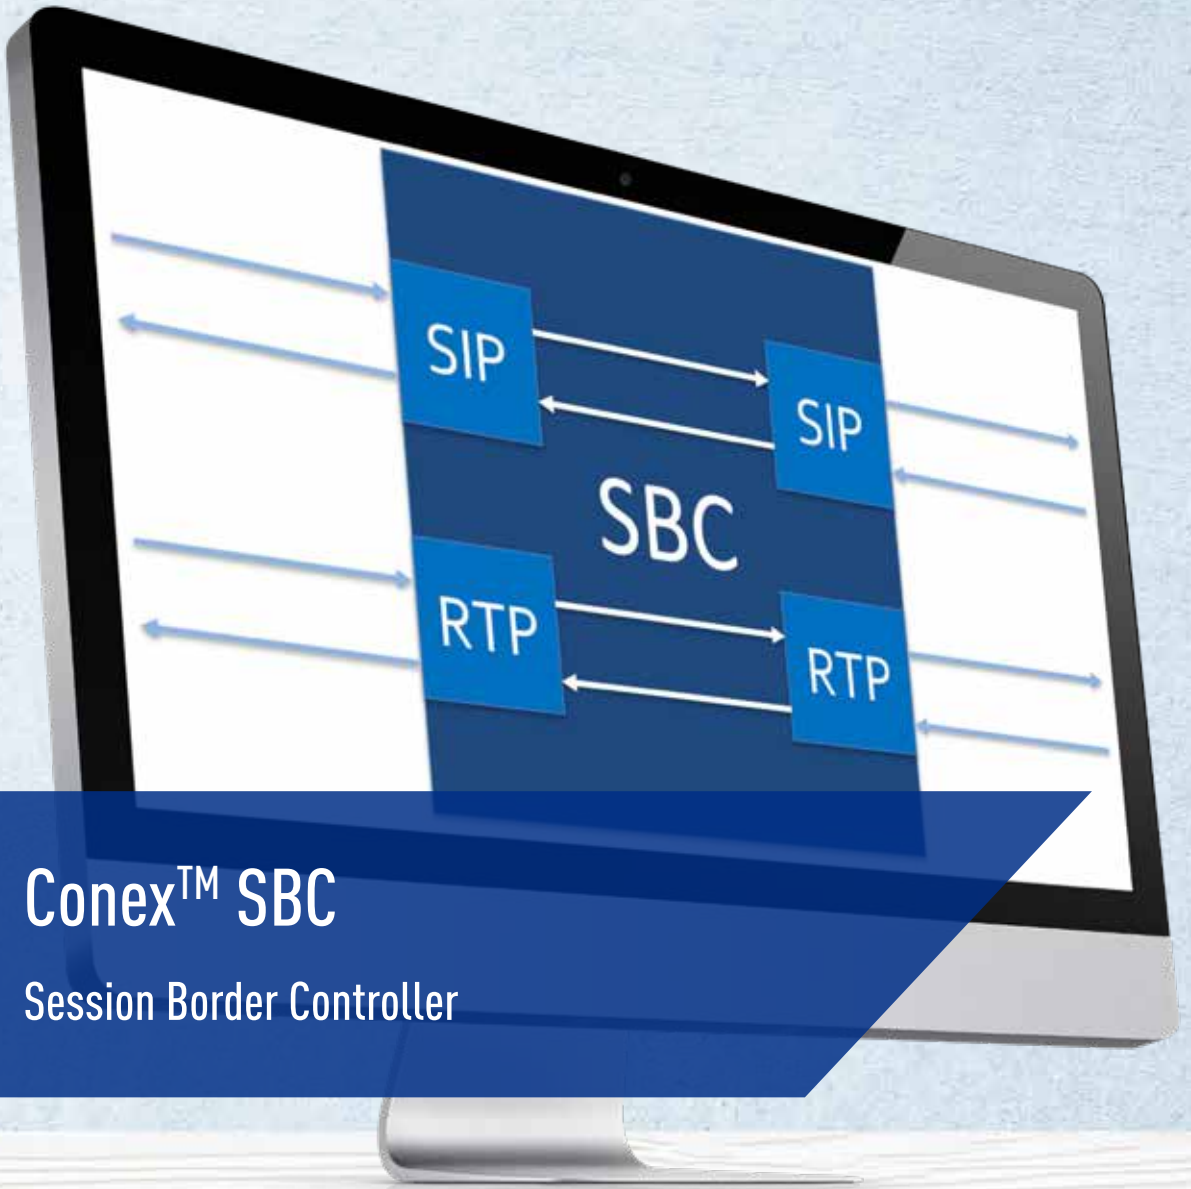 SIP
SIP
SBC
RTP
RTP
Conex™ SBC
Session Border Controller